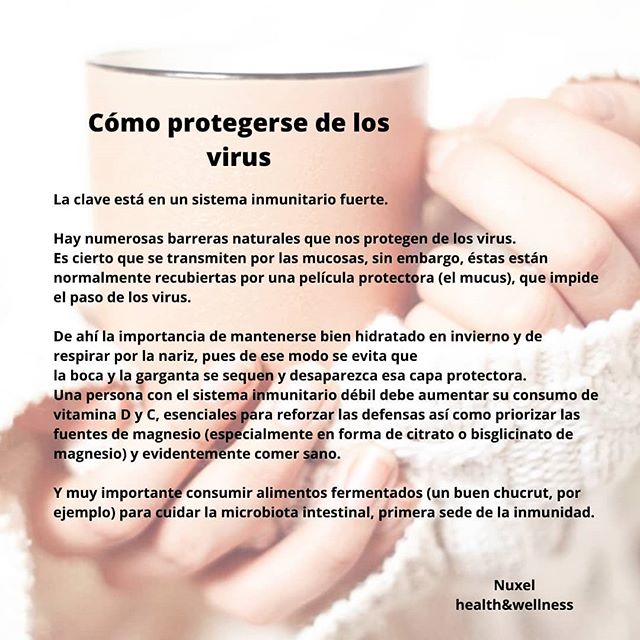 Cómo protegerse de los
virus
La clave está en un sistema inmunitario fuerte.
Hay numerosas barreras naturales que nos protegen de los virus.
Es cierto que se transmiten por las mucosas, sin embargo, éstas están
normalmente recubiertas por una película protectora (el mucus), que impide
el paso de los virus.
De ahí la importancia de mantenerse bien hidratado en invierno y de
respirar por la nariz, pues de ese modo se evita que
la boca y la garganta se sequen y desaparezca esa capa protectora.
Una persona con el sistema inmunitario débil debe aumentar su consumo de
vitamina D y C, esenciales para reforzar las defensas así como priorizar las
fuentes de magnesio (especialmente en forma de citrato o bisglicinato de
magnesio) y evidentemente comer sano.
Y muy importante consumir alimentos fermentados (un buen chucrut, por
ejemplo) para cuidar la microbiota intestinal, primera sede de la inmunidad.
Nuxel
health&wellness